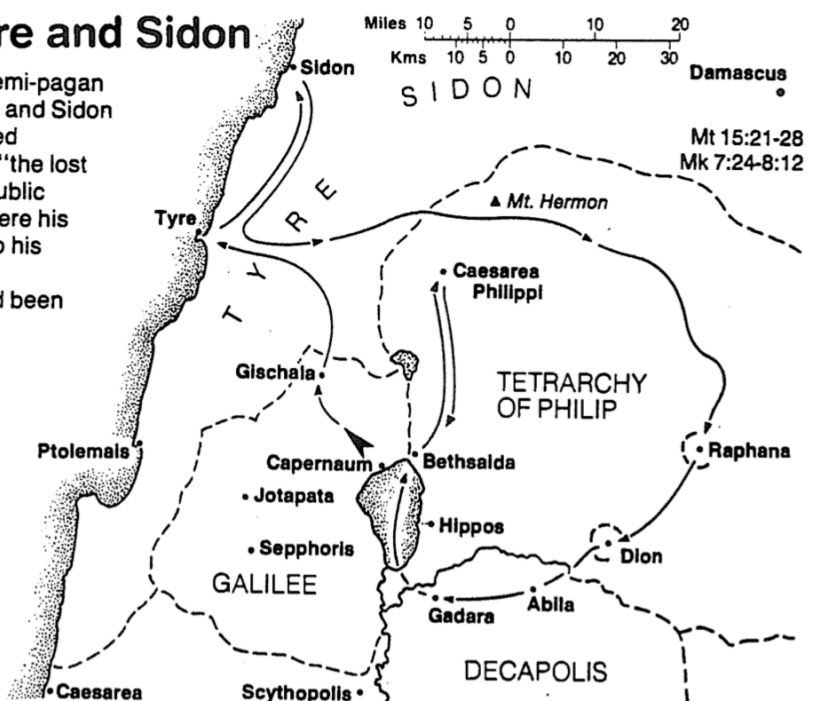 re and Sidon
emi-pagan
and Sidon
ed
"the lost
ublic
ere his
o his
d been
Miles 10 5 0 10 20
Kms 10 5 0 10 20 30
Sidon
SIDON
Damascus
Mt 15:21-28
Mk 7:24-8:12
Tyre
TYRE
Mt. Hermon
Caesarea
Philippi
Gischala
TETRARCHY
OF PHILIP
Ptolemais
Capernaum
Bethsaida
Raphana
Jotapata
Hippos
Sepphoris
Dion
GALILEE
Gadara
Abila
DECAPOLIS
Caesarea
Scythopolis